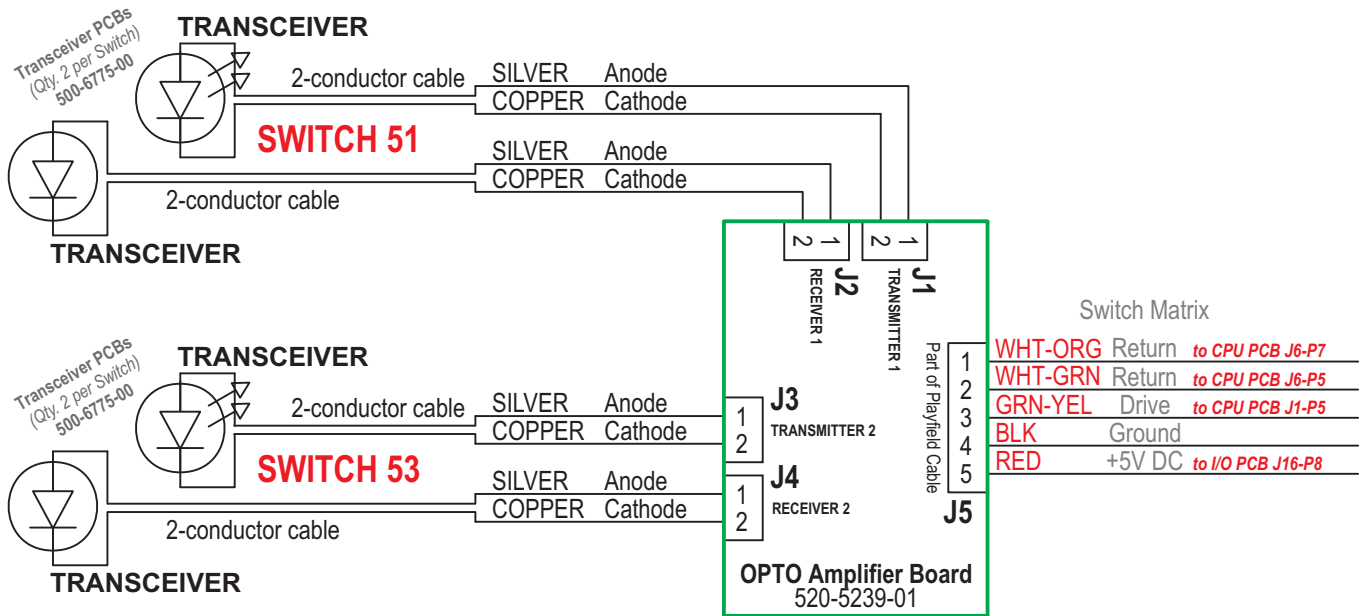 Transceiver PCBs
(Qty. 2 per Switch)
500-6775-00
TRANSCEIVER
2-conductor cable
SILVER Anode
COPPER Cathode
SWITCH 51
SILVER Anode
COPPER Cathode
2-conductor cable
TRANSCEIVER
2 1
2 1
J2
RECEIVER 1
J1
TRANSMITTER 1
Transceiver PCBs
(Qty. 2 per Switch)
500-6775-00
TRANSCEIVER
2-conductor cable
SILVER Anode
COPPER Cathode
SWITCH 53
SILVER Anode
COPPER Cathode
2-conductor cable
TRANSCEIVER
1
2
J3
TRANSMITTER 2
1
2
J4
RECEIVER 2
Part of Playfield Cable
1
2
3
4
5
J5
Switch Matrix
WHT-ORG Return to CPU PCB J6-P7
WHT-GRN Return to CPU PCB J6-P5
GRN-YEL Drive to CPU PCB J1-P5
BLK Ground
RED +5V DC to I/O PCB J16-P8
OPTO Amplifier Board
520-5239-01